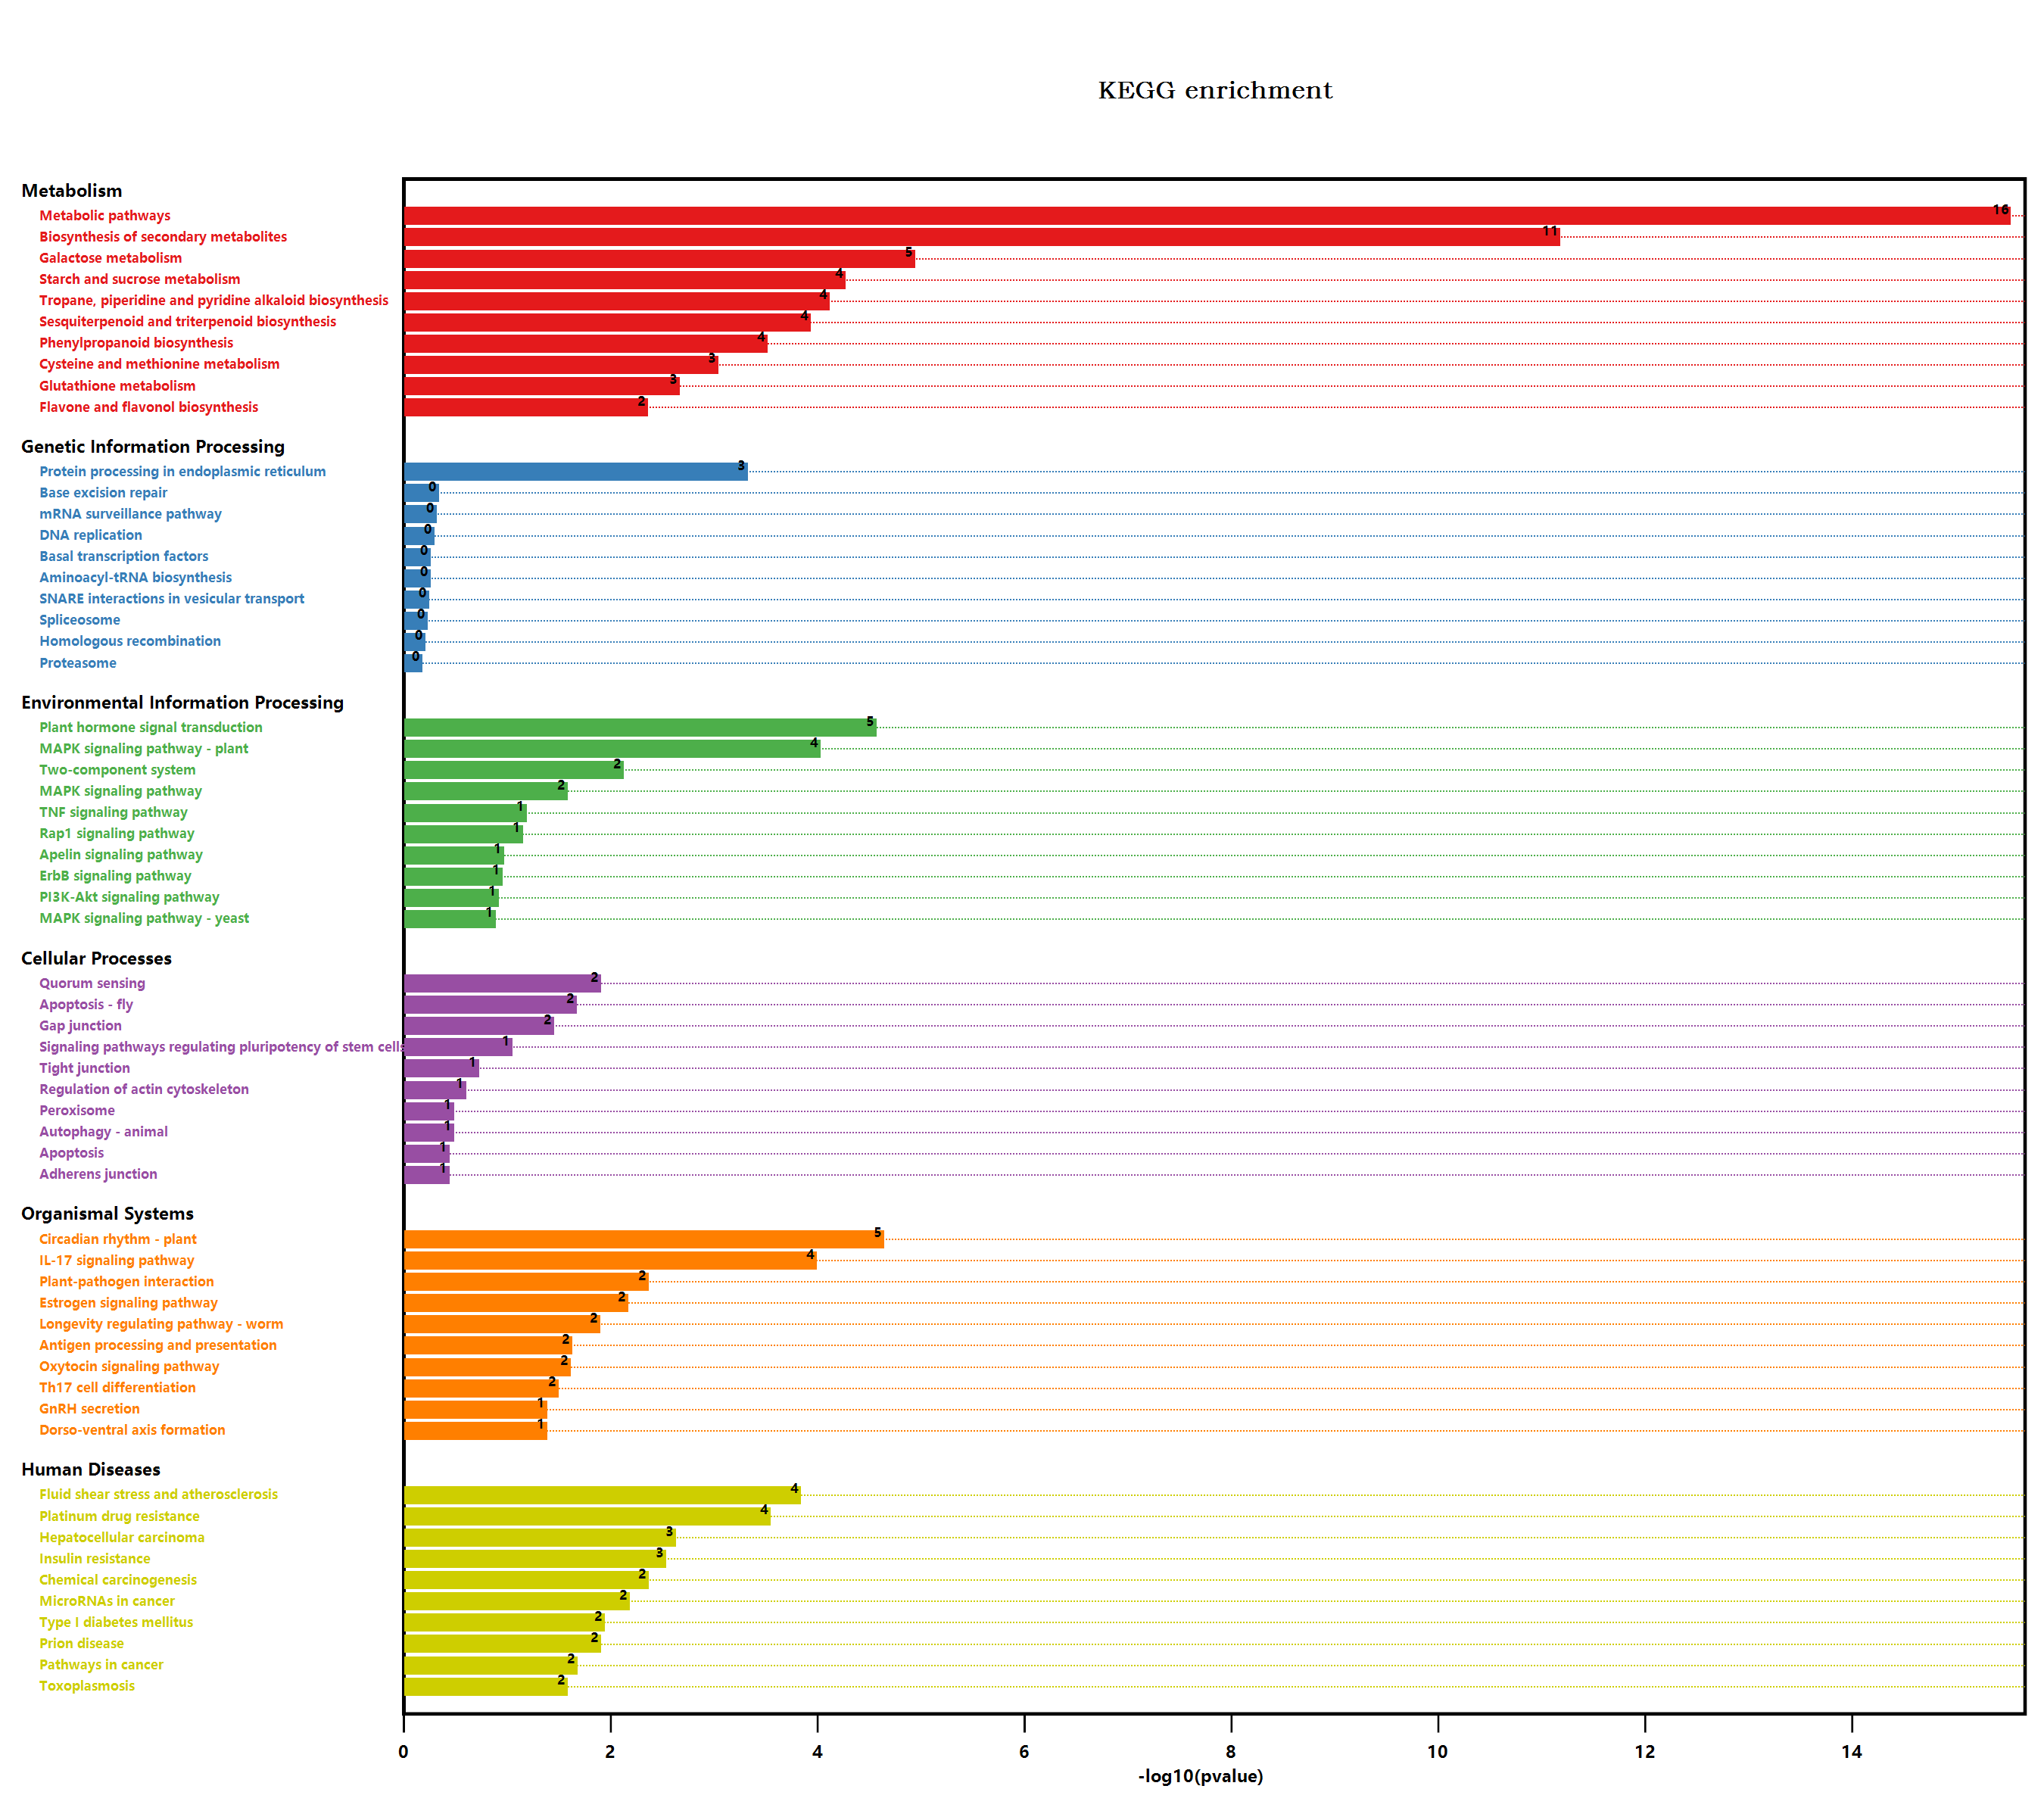 KEGG enrichment
Metabolism
Metabolic pathways 16
Biosynthesis of secondary metabolites 11
Galactose metabolism 5
Starch and sucrose metabolism 4
Tropane, piperidine and pyridine alkaloid biosynthesis 4
Sesquiterpenoid and triterpenoid biosynthesis 4
Phenylpropanoid biosynthesis 4
Cysteine and methionine metabolism 3
Glutathione metabolism 3
Flavone and flavonol biosynthesis 2
Genetic Information Processing
Protein processing in endoplasmic reticulum 3
Base excision repair 0
mRNA surveillance pathway 0
DNA replication 0
Basal transcription factors 0
Aminoacyl-tRNA biosynthesis 0
SNARE interactions in vesicular transport 0
Spliceosome 0
Homologous recombination 0
Proteasome 0
Environmental Information Processing
Plant hormone signal transduction 5
MAPK signaling pathway - plant 4
Two-component system 2
MAPK signaling pathway 2
TNF signaling pathway 1
Rap1 signaling pathway 1
Apelin signaling pathway 1
ErbB signaling pathway 1
PI3K-Akt signaling pathway 1
MAPK signaling pathway - yeast 1
Cellular Processes
Quorum sensing 2
Apoptosis - fly 2
Gap junction 2
Signaling pathways regulating pluripotency of stem cells 1
Tight junction 1
Regulation of actin cytoskeleton 1
Peroxisome 1
Autophagy - animal 1
Apoptosis 1
Adherens junction 1
Organismal Systems
Circadian rhythm - plant 5
IL-17 signaling pathway 4
Plant-pathogen interaction 2
Estrogen signaling pathway 2
Longevity regulating pathway - worm 2
Antigen processing and presentation 2
Oxytocin signaling pathway 2
Th17 cell differentiation 2
GnRH secretion 1
Dorso-ventral axis formation 1
Human Diseases
Fluid shear stress and atherosclerosis 4
Platinum drug resistance 4
Hepatocellular carcinoma 3
Insulin resistance 3
Chemical carcinogenesis 2
MicroRNAs in cancer 2
Type I diabetes mellitus 2
Prion disease 2
Pathways in cancer 2
Toxoplasmosis 2
0 2 4 6 8 10 12 14
-log10(pvalue)